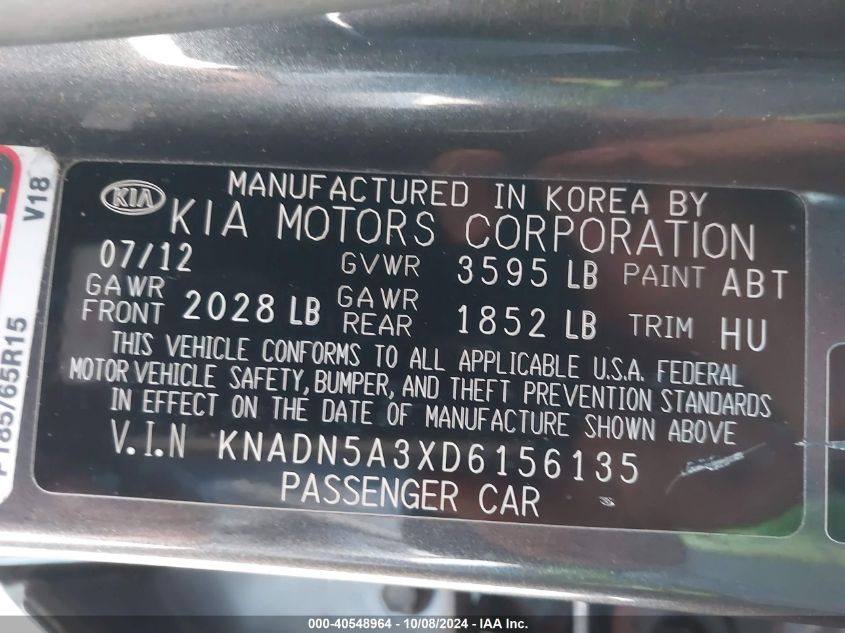 KIA
MANUFACTURED IN KOREA BY
KIA MOTORS CORPORATION
07/12 GVWR 3595 LB PAINT ABT
GAWR FRONT 2028 LB GAWR REAR 1852 LB TRIM HU
THIS VEHICLE CONFORMS TO ALL APPLICABLE U.S.A. FEDERAL
MOTOR VEHICLE SAFETY, BUMPER, AND THEFT PREVENTION STANDARDS
IN EFFECT ON THE DATE OF MANUFACTURE SHOWN ABOVE
V.I.N KNADN5A3XD6156135
PASSENGER CAR
V18
P185/65R15
000-40548964 - 10/08/2024 - IAA Inc.